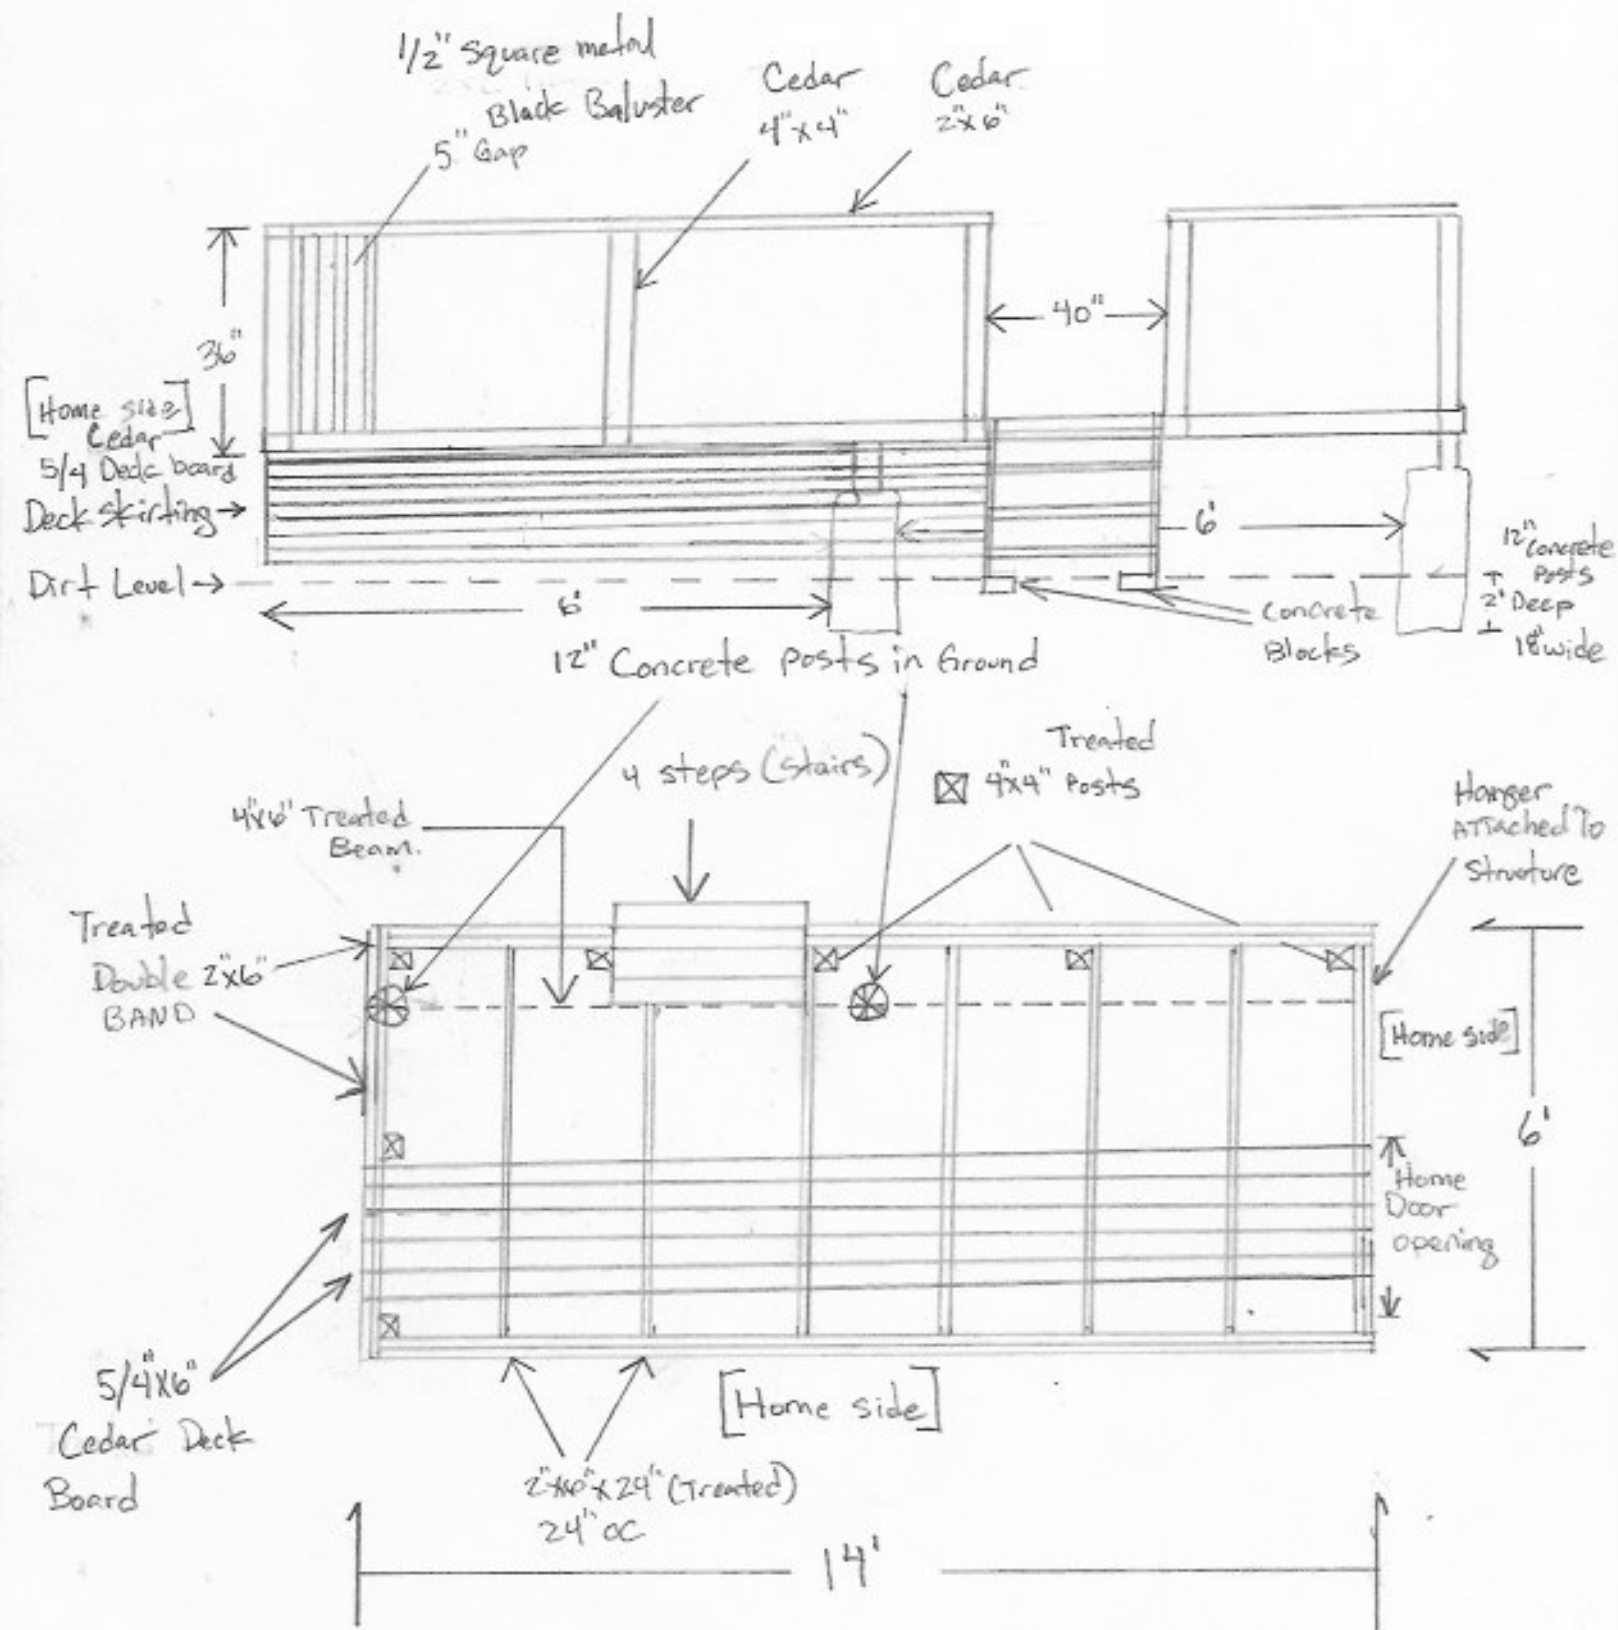 1/2" Square metal
Black Baluster
5" Gap
Cedar
4"x4"
Cedar
2"x6"
36"
40"
[Home side]
Cedar
5/4 Deck board
Deck skirting
Dirt Level
6'
6'
12" Concrete
Posts
2' Deep
18" wide
Concrete
Blocks
12" Concrete posts in Ground
4 steps (stairs)
Treated
4"x4" Posts
4"x6" Treated
Beam.
Hanger
Attached To
Structure
Treated
Double 2"x6"
BAND
[Home side]
6'
Home
Door
opening
5/4"x6"
Cedar Deck
Board
[Home side]
2"x6"x24" (Treated)
24" OC
14'